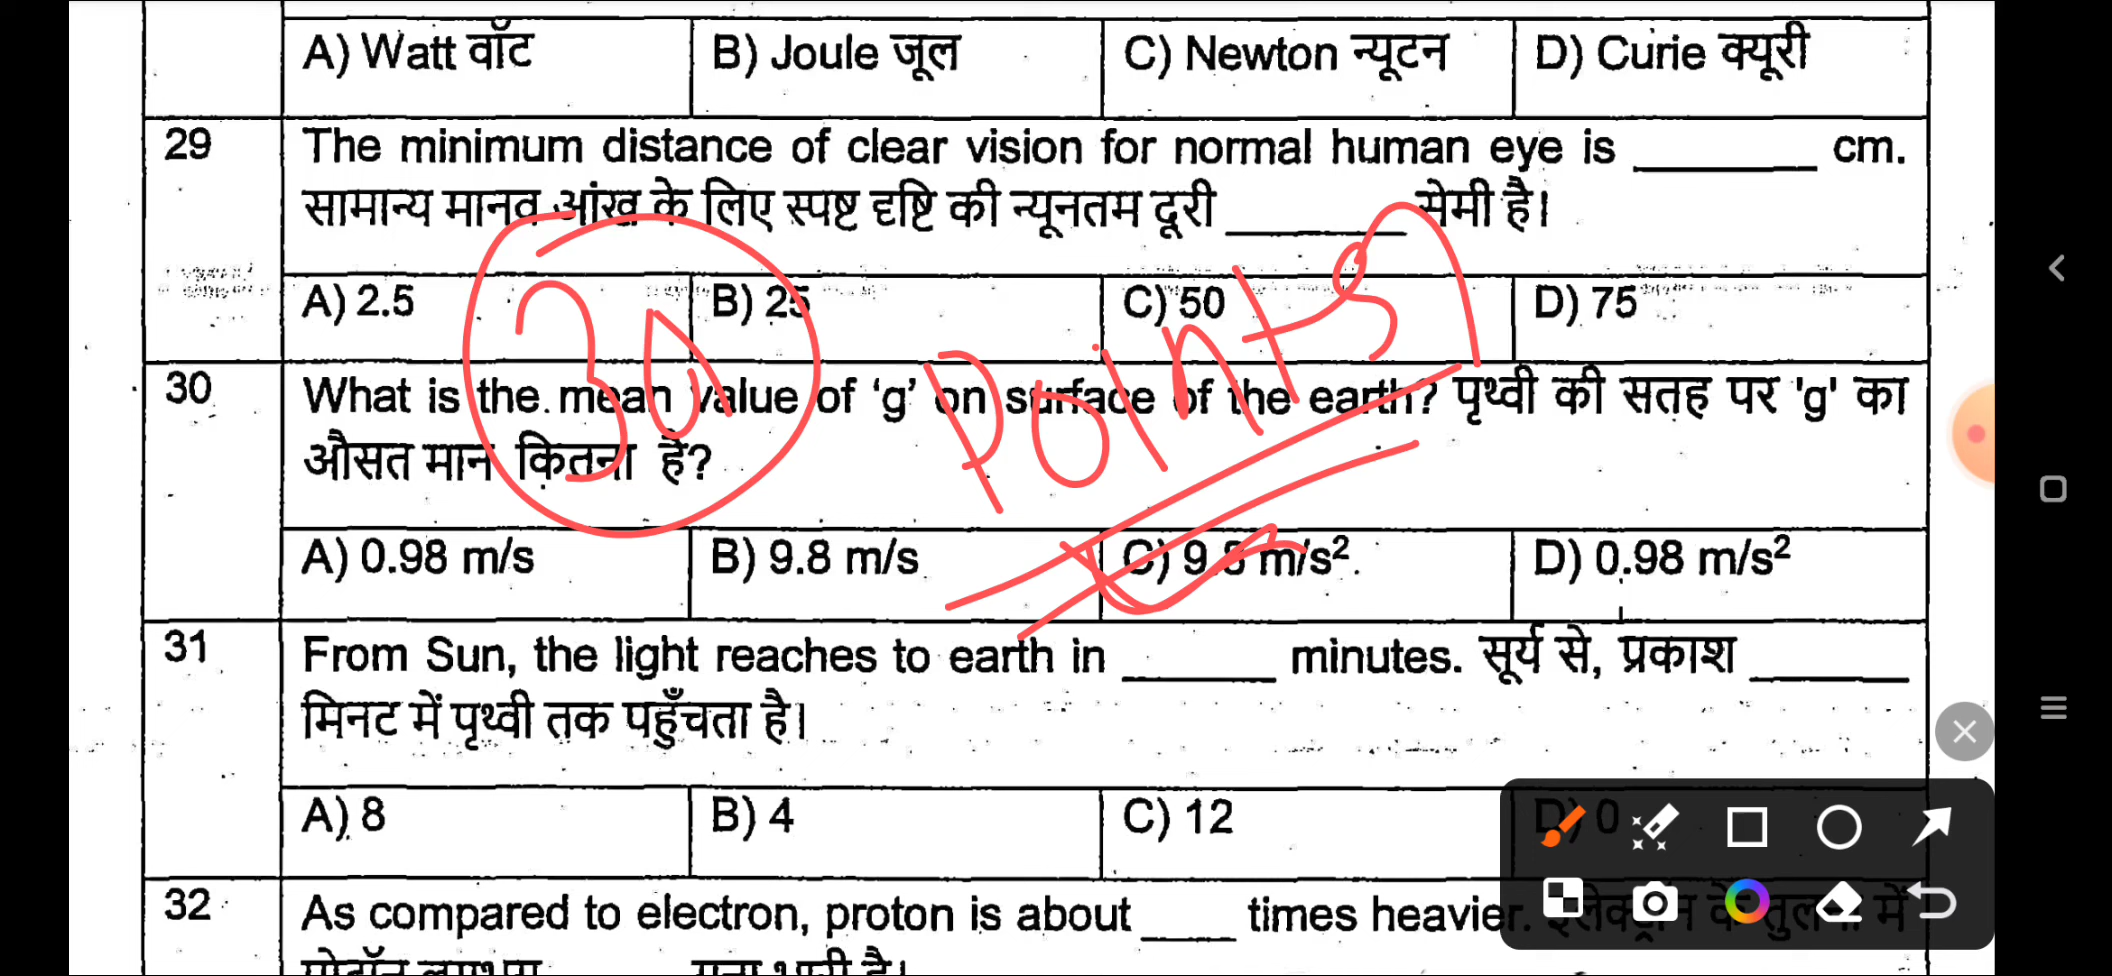 A) Watt वॉट B) Joule जूल C) Newton न्यूटन D) Curie क्यूरी
29 The minimum distance of clear vision for normal human eye is ________ cm.
सामान्य मानव आंख के लिए स्पष्ट दृष्टि की न्यूनतम दूरी ________ सेमी है।
A) 2.5 B) 25 C) 50 D) 75
30 Points
30 What is the mean value of ‘g’ on surface of the earth? पृथ्वी की सतह पर 'g' का
औसत मान कितना है?
A) 0.98 m/s B) 9.8 m/s C) 9.8 m/s². D) 0.98 m/s²
31 From Sun, the light reaches to earth in ______ minutes. सूर्य से, प्रकाश ______
मिनट में पृथ्वी तक पहुँचता है।
A) 8 B) 4 C) 12 D) 0
32 As compared to electron, proton is about ____ times heavier. इलेक्ट्रॉन के तुलना में